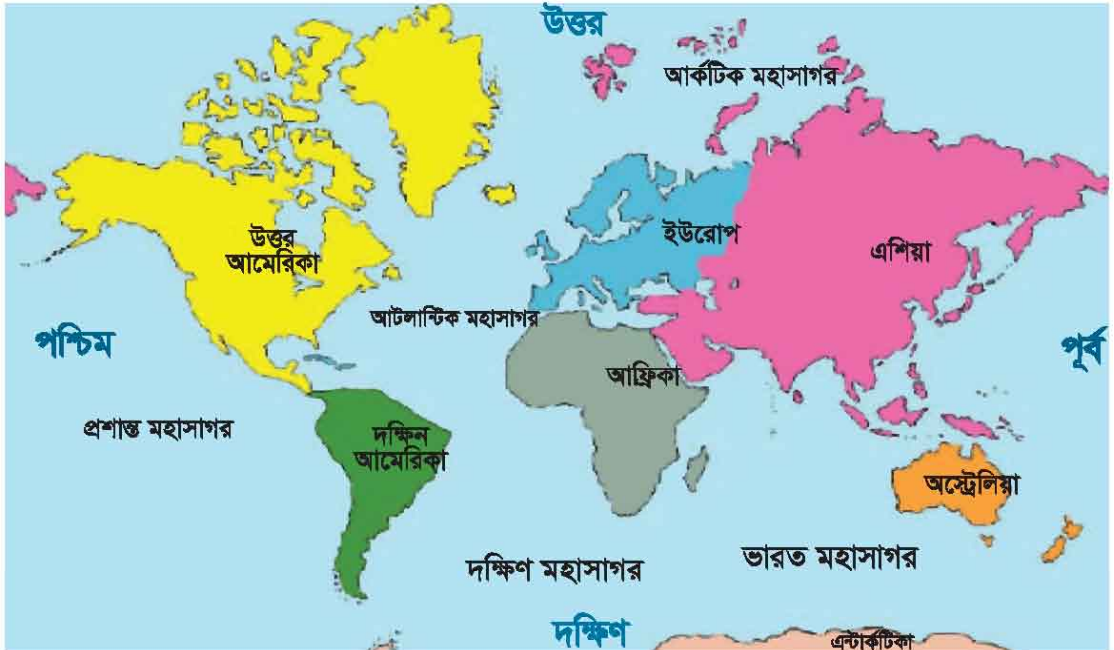 উত্তর
আর্কটিক মহাসাগর
উত্তর
আমেরিকা
ইউরোপ
এশিয়া
আটলান্টিক মহাসাগর
পশ্চিম
পূর্ব
আফ্রিকা
প্রশান্ত মহাসাগর
দক্ষিন
আমেরিকা
অস্ট্রেলিয়া
ভারত মহাসাগর
দক্ষিণ মহাসাগর
দক্ষিণ
এন্টার্কটিকা